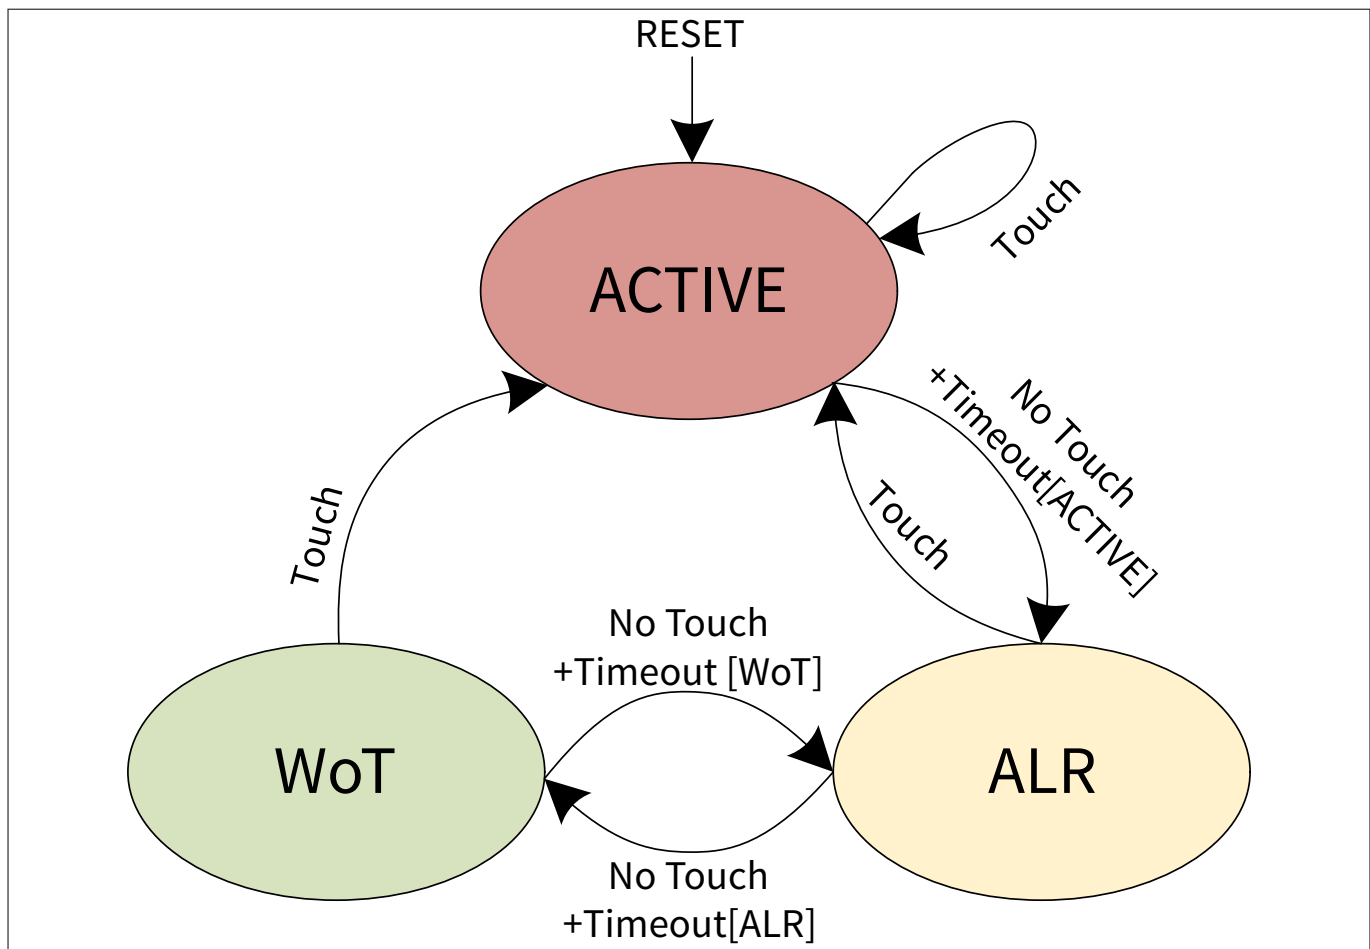 RESET
Touch
ACTIVE
No Touch
+Timeout[ACTIVE]
Touch
Touch
No Touch
+Timeout [WoT]
WoT
ALR
No Touch
+Timeout[ALR]